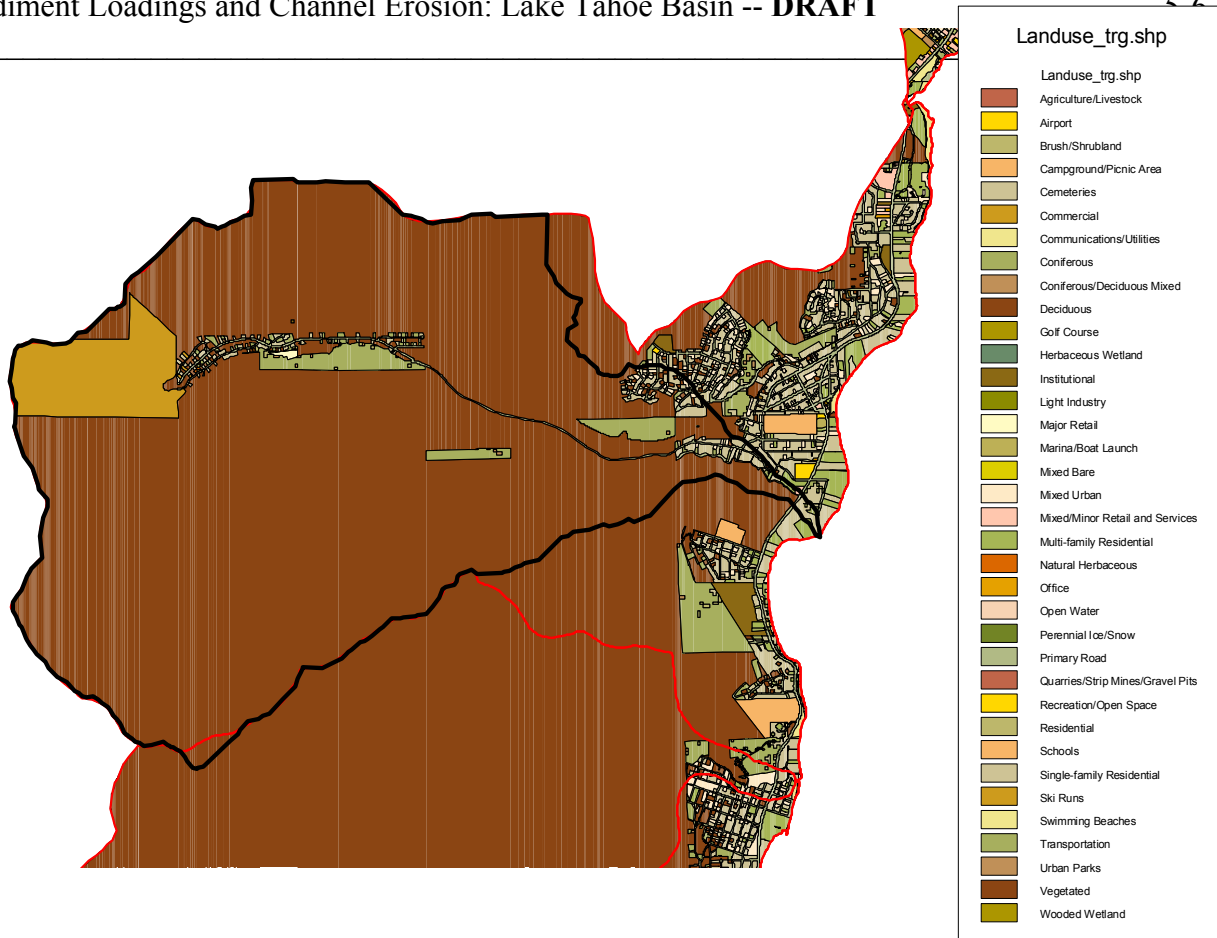 diment Loadings and Channel Erosion: Lake Tahoe Basin -- DRAFT
Landuse_trg.shp
Landuse_trg.shp
Agriculture/Livestock
Airport
Brush/Shrubland
Campground/Picnic Area
Cemeteries
Commercial
Communications/Utilities
Coniferous
Coniferous/Deciduous Mixed
Deciduous
Golf Course
Herbaceous Wetland
Institutional
Light Industry
Major Retail
Marina/Boat Launch
Mixed Bare
Mixed Urban
Mixed/Minor Retail and Services
Multi-family Residential
Natural Herbaceous
Office
Open Water
Perennial Ice/Snow
Primary Road
Quarries/Strip Mines/Gravel Pits
Recreation/Open Space
Residential
Schools
Single-family Residential
Ski Runs
Swimming Beaches
Transportation
Urban Parks
Vegetated
Wooded Wetland